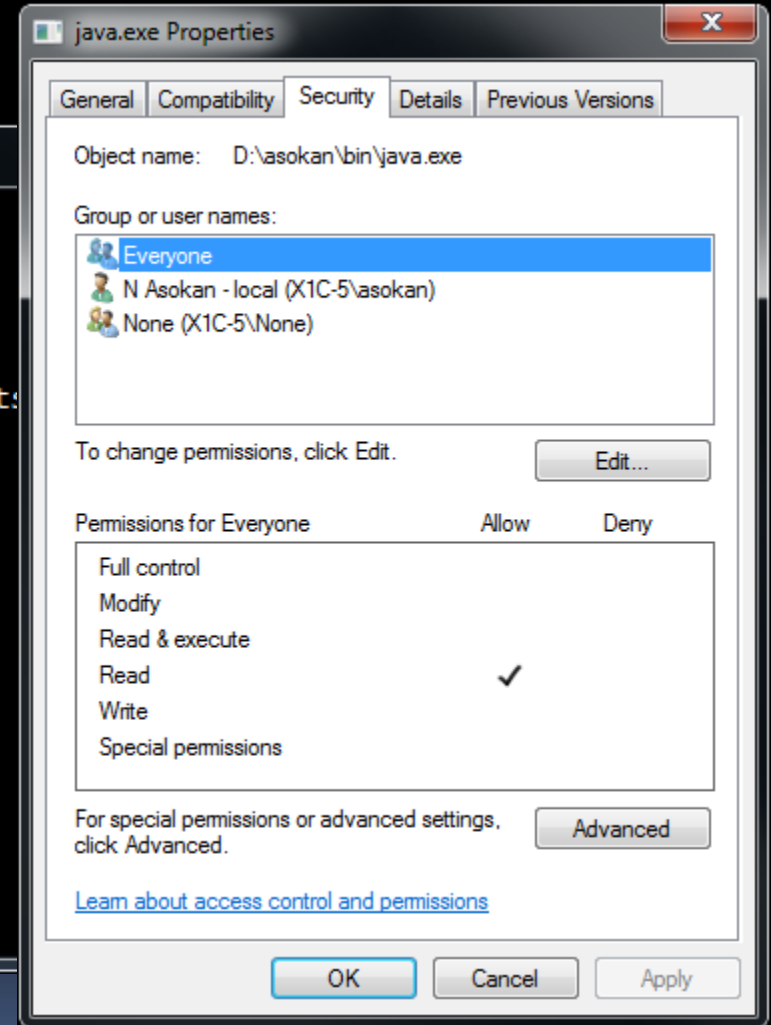 java.exe Properties
General Compatibility Security Details Previous Versions
Object name: D:\asokan\bin\java.exe
Group or user names:
Everyone
N Asokan - local (X1C-5\asokan)
None (X1C-5\None)
To change permissions, click Edit.
Edit...
Permissions for Everyone Allow Deny
Full control
Modify
Read & execute
Read
Write
Special permissions
For special permissions or advanced settings,
click Advanced.
Advanced
Learn about access control and permissions
OK Cancel Apply